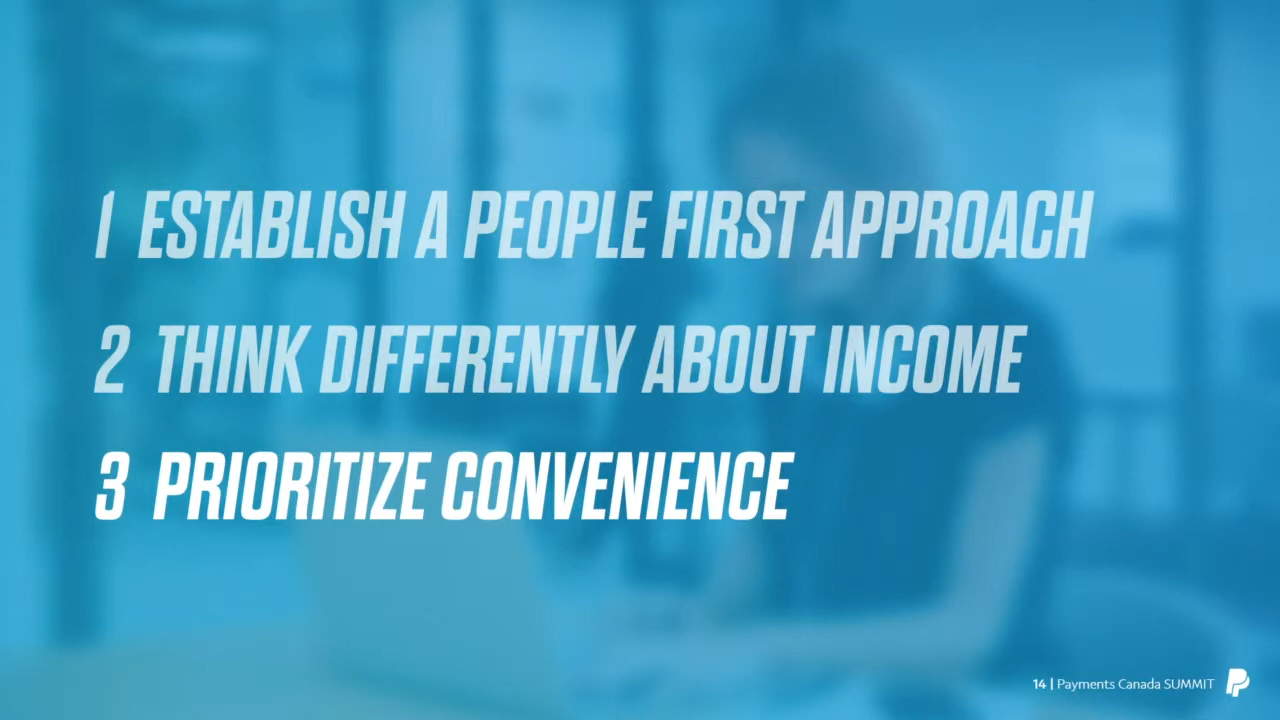 1 ESTABLISH A PEOPLE FIRST APPROACH
2 THINK DIFFERENTLY ABOUT INCOME
3 PRIORITIZE CONVENIENCE
14 | Payments Canada SUMMIT